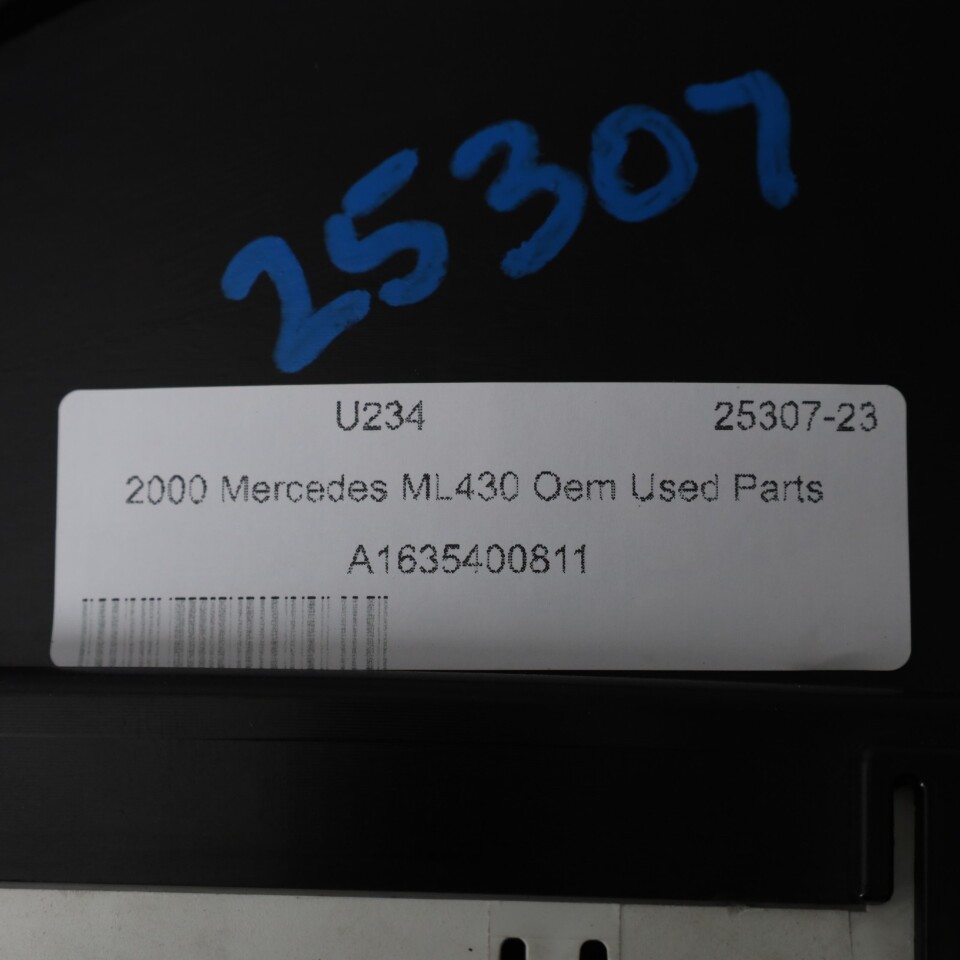 25307
U234 25307-23
2000 Mercedes ML430 Oem Used Parts
A1635400811